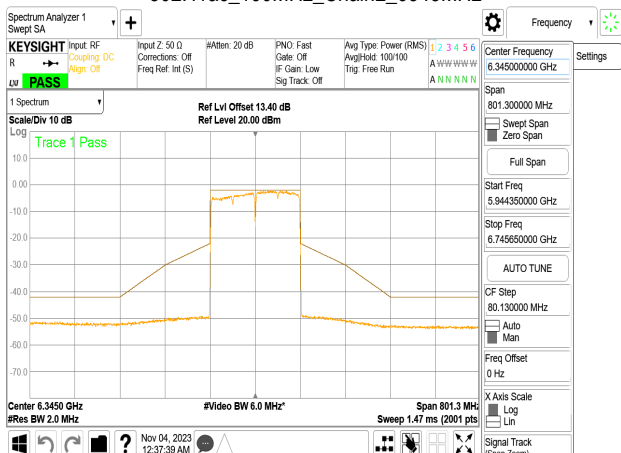 Spectrum Analyzer 1
Swept SA
Frequency
Settings
KEYSIGHT
R
LXI
PASS
Input: RF
Coupling: DC
Align: Off
Input Z: 50 Ω
Corrections: Off
Freq Ref: Int (S)
#Atten: 20 dB
PNO: Fast
Gate: Off
IF Gain: Low
Sig Track: Off
Avg Type: Power (RMS)
Avg|Hold: 100/100
Trig: Free Run
1 2 3 4 5 6
A W W W W W
A N N N N N
1 Spectrum
Scale/Div 10 dB
Ref Lvl Offset 13.40 dB
Ref Level 20.00 dBm
Log
Trace 1 Pass
10.0
0.00
-10.0
-20.0
-30.0
-40.0
-50.0
-60.0
-70.0
Center 6.3450 GHz
#Res BW 2.0 MHz
#Video BW 6.0 MHz*
Span 801.3 MHz
Sweep 1.47 ms (2001 pts
Center Frequency
6.345000000 GHz
Span
801.300000 MHz
Swept Span
Zero Span
Full Span
Start Freq
5.944350000 GHz
Stop Freq
6.745650000 GHz
AUTO TUNE
CF Step
80.130000 MHz
Auto
Man
Freq Offset
0 Hz
X Axis Scale
Log
Lin
Signal Track
Nov 04, 2023
12:37:39 AM